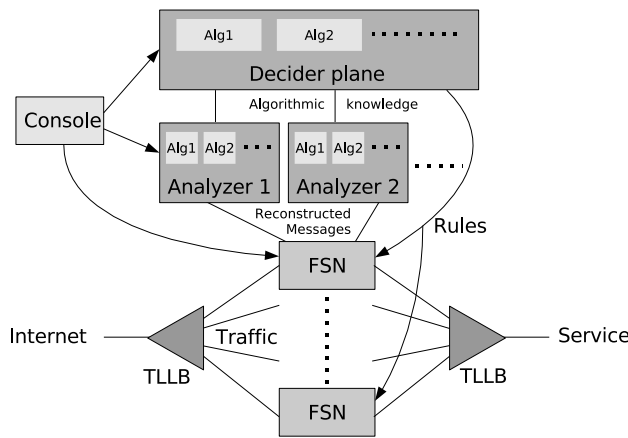 Alg1 Alg2
Decider plane
Algorithmic knowledge
Console
Alg1 Alg2
Analyzer 1
Alg1 Alg2
Analyzer 2
Reconstructed
Messages
Rules
FSN
Internet
Traffic
Service
TLLB
TLLB
FSN